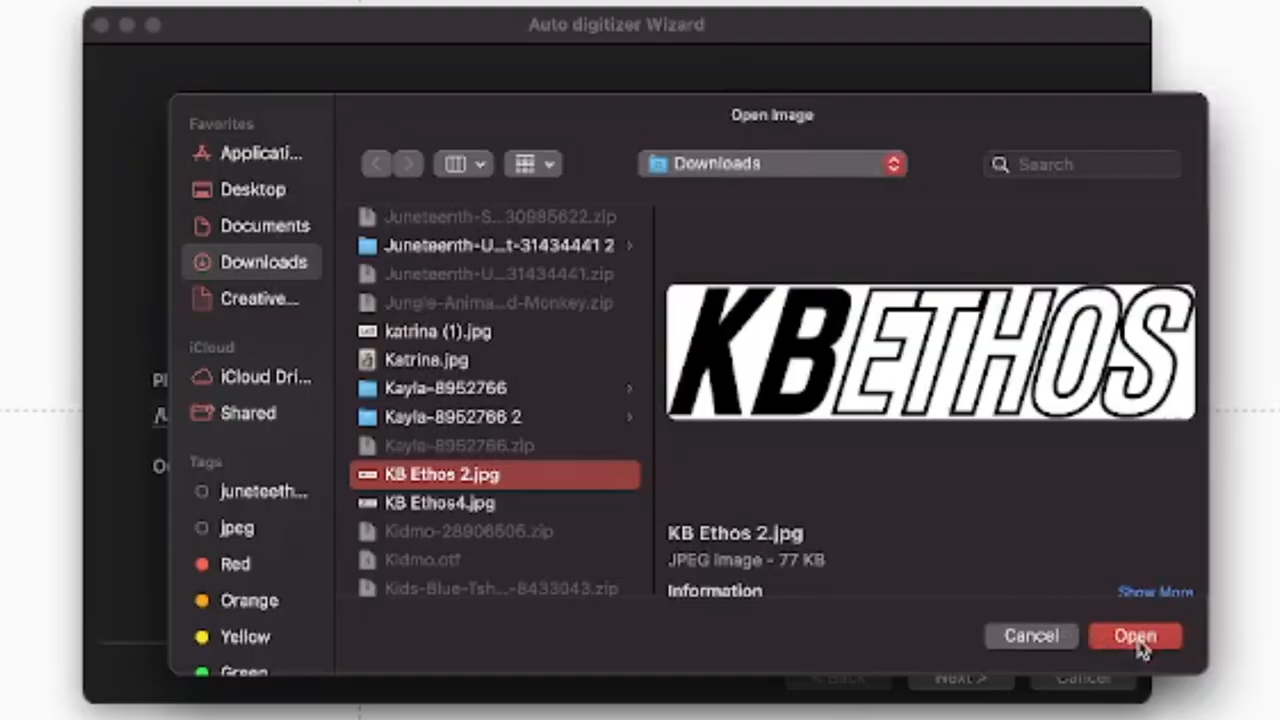 Auto digitizer Wizard
Open Image
Favorites
Applicati...
Desktop
Documents
Downloads
Creative...
iCloud
iCloud Dri...
Shared
Tags
juneteeth...
jpeg
Red
Orange
Yellow
Green
Downloads
Search
Juneteenth-S...30985622.zip
Juneteenth-U...t-31434441 2
Juneteenth-U...31434441.zip
Jungle-Anima...d-Monkey.zip
katrina (1).jpg
Katrina.jpg
Kayla-8952766
Kayla-8952766 2
Kayla-8952766.zip
KB Ethos 2.jpg
KB Ethos4.jpg
Kidmo-28906506.zip
Kidmo.otf
Kids-Blue-Tsh...-8433043.zip
KBETHOS
KB Ethos 2.jpg
JPEG image - 77 KB
Information
Show More
Cancel
Open
< Back
Next >
Cancel